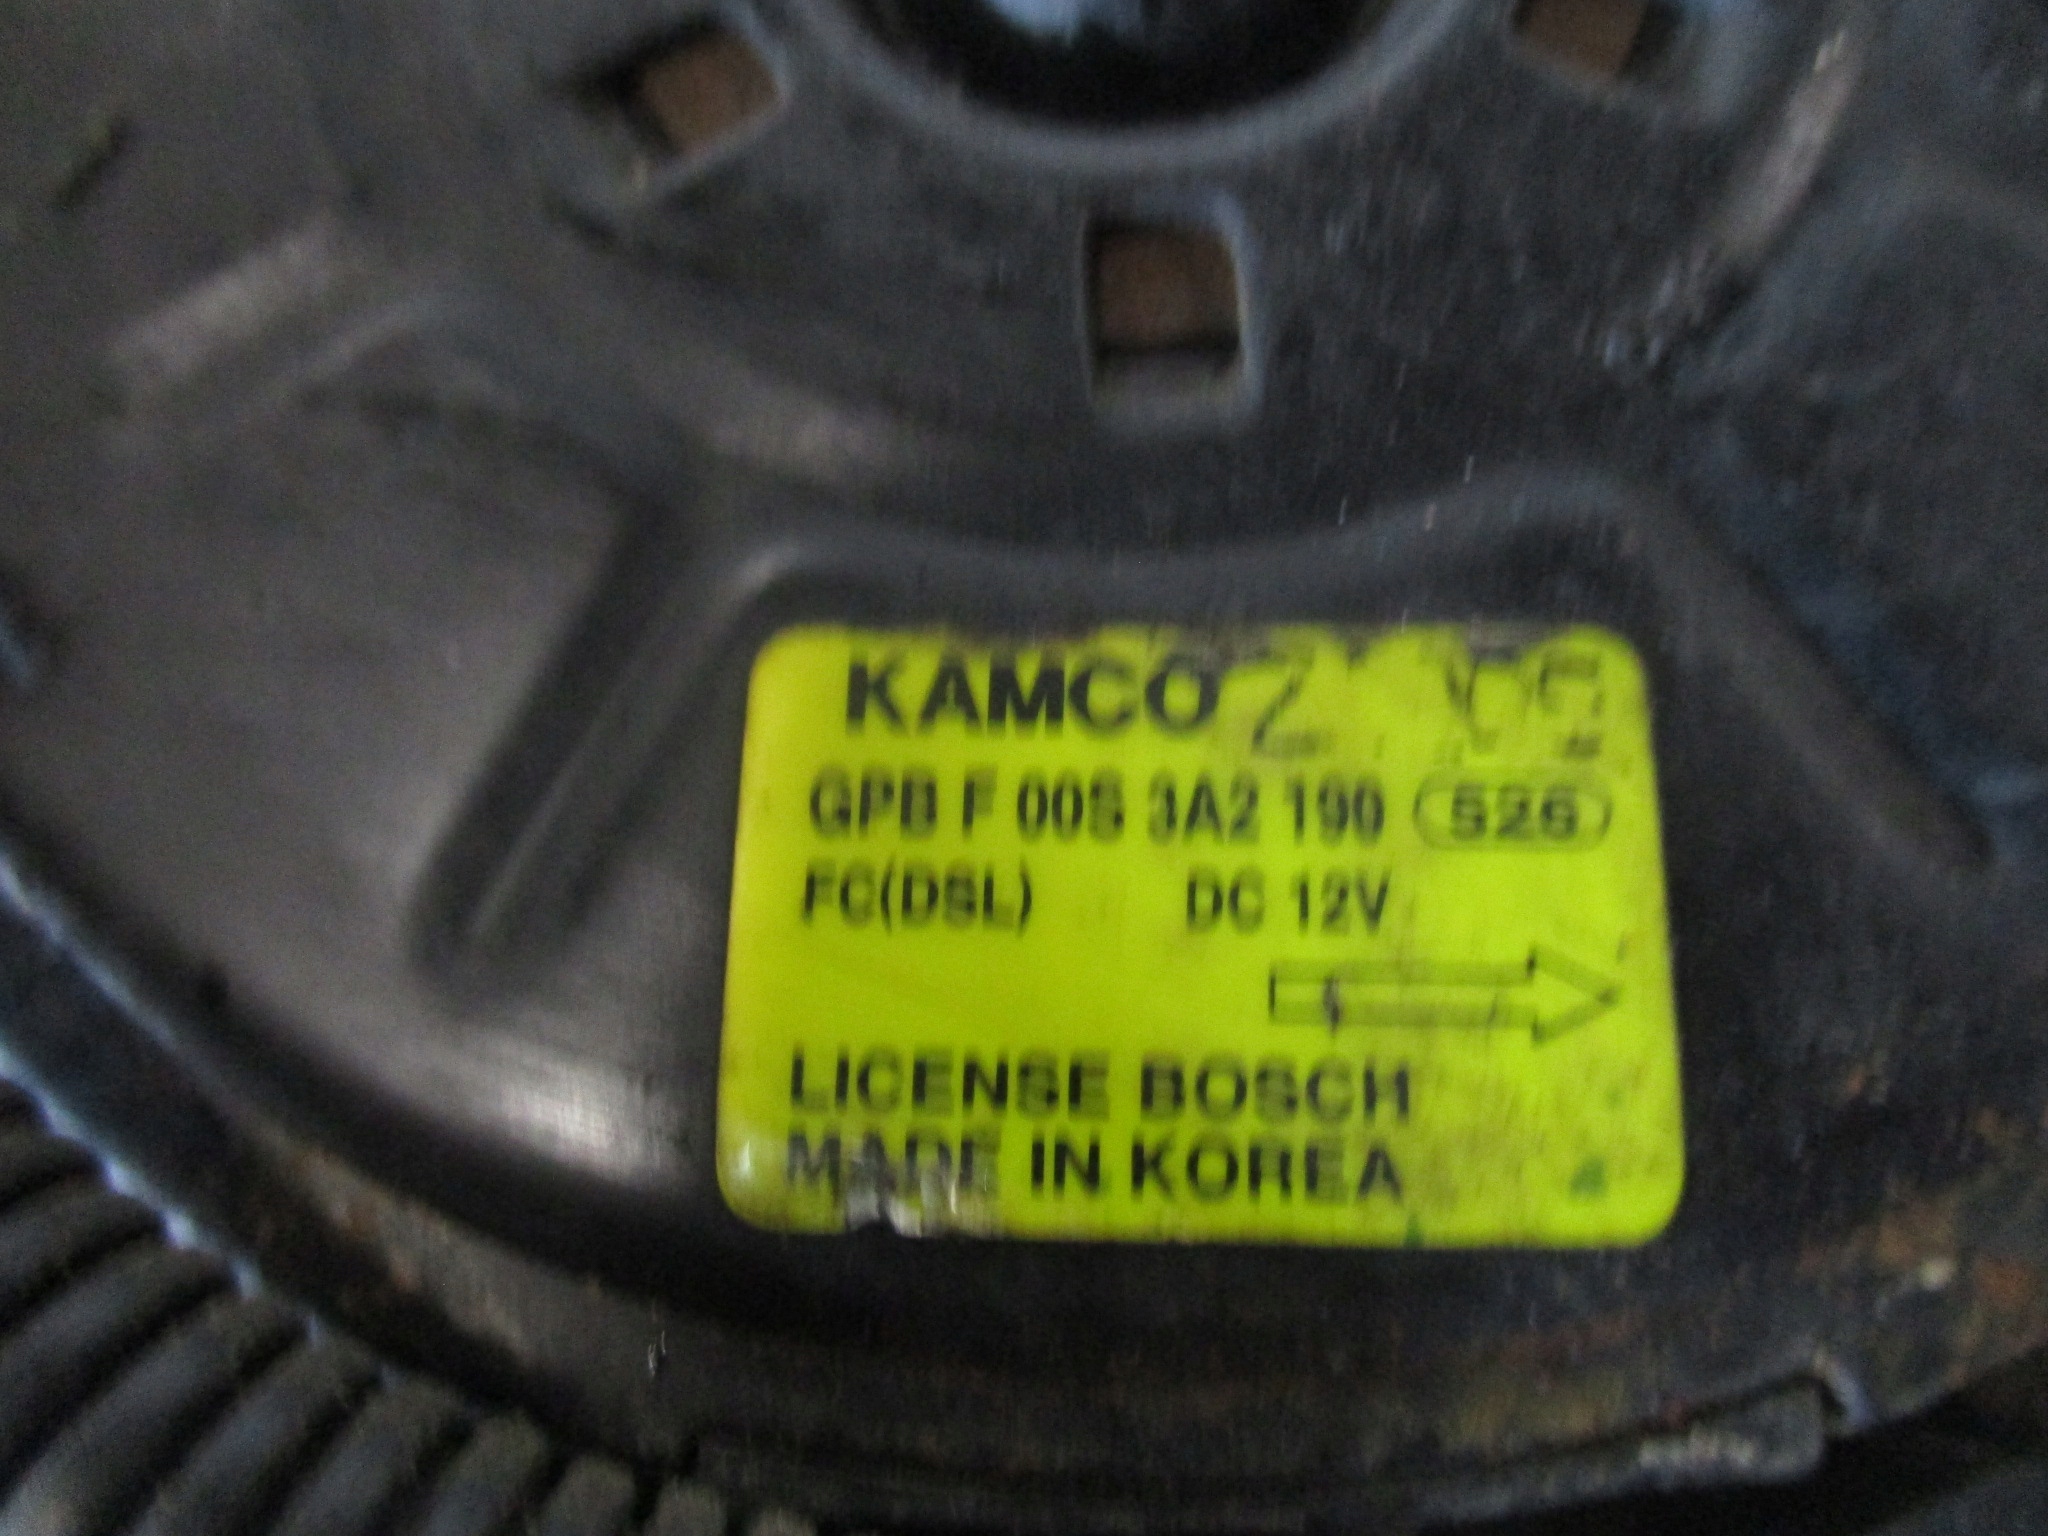 KAMCO
GPB F 00S 3A2 190 526
FC(DSL) DC 12V
LICENSE BOSCH
MADE IN KOREA